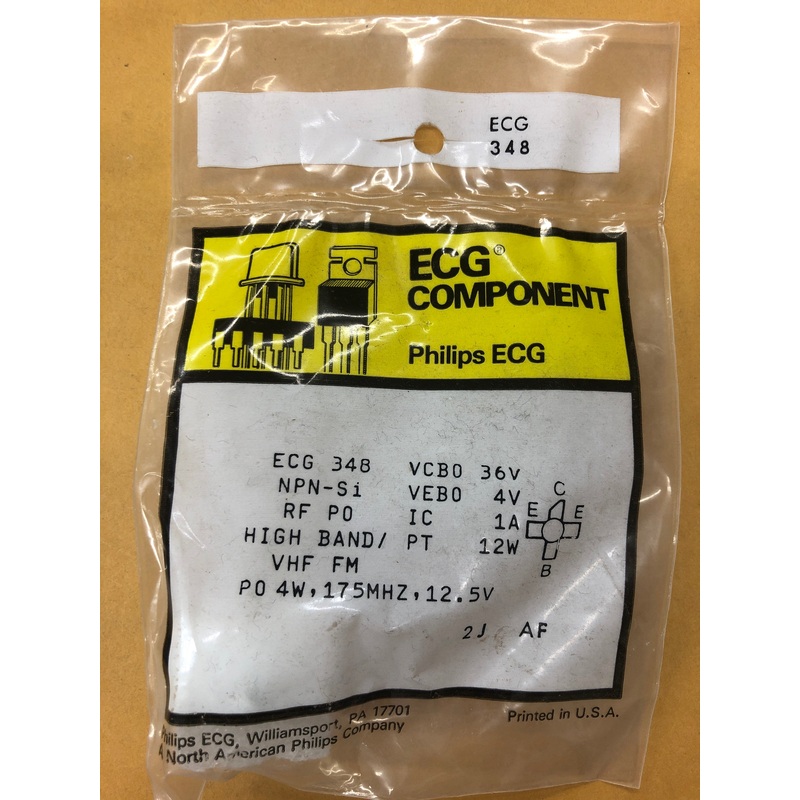 ECG
348
ECG®
COMPONENT
Philips ECG
ECG 348 VCBO 36V
NPN-Si VEBO 4V
RF PO IC 1A
HIGH BAND/ PT 12W
VHF FM
PO 4W, 175MHZ, 12.5V
C
E E
B
2J AF
Philips ECG, Williamsport, PA 17701
A North American Philips Company
Printed in U.S.A.